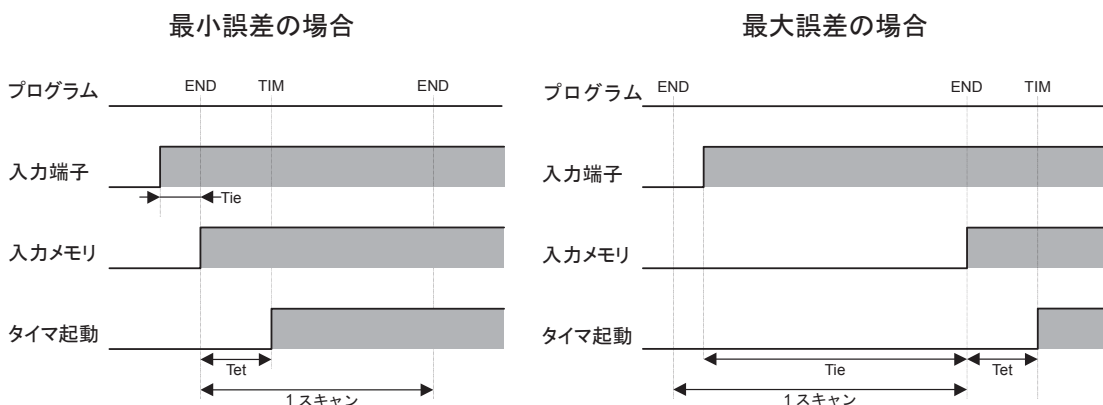 最小誤差の場合
プログラム
END TIM END
入力端子
Tie
入力メモリ
タイマ起動
Tet
1 スキャン
最大誤差の場合
プログラム
END END TIM
入力端子
入力メモリ
タイマ起動
Tie Tet
1 スキャン